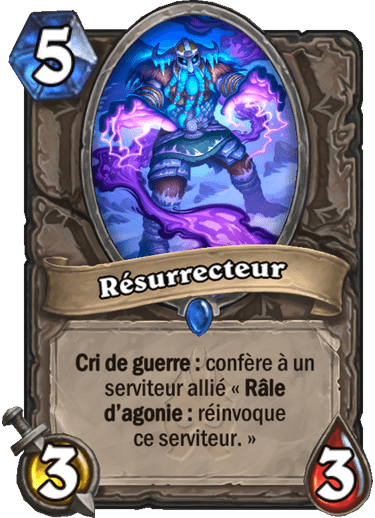 5
Résurrecteur
Cri de guerre : confère à un
serviteur allié « Râle
d'agonie : réinvoque
ce serviteur. »
3
3